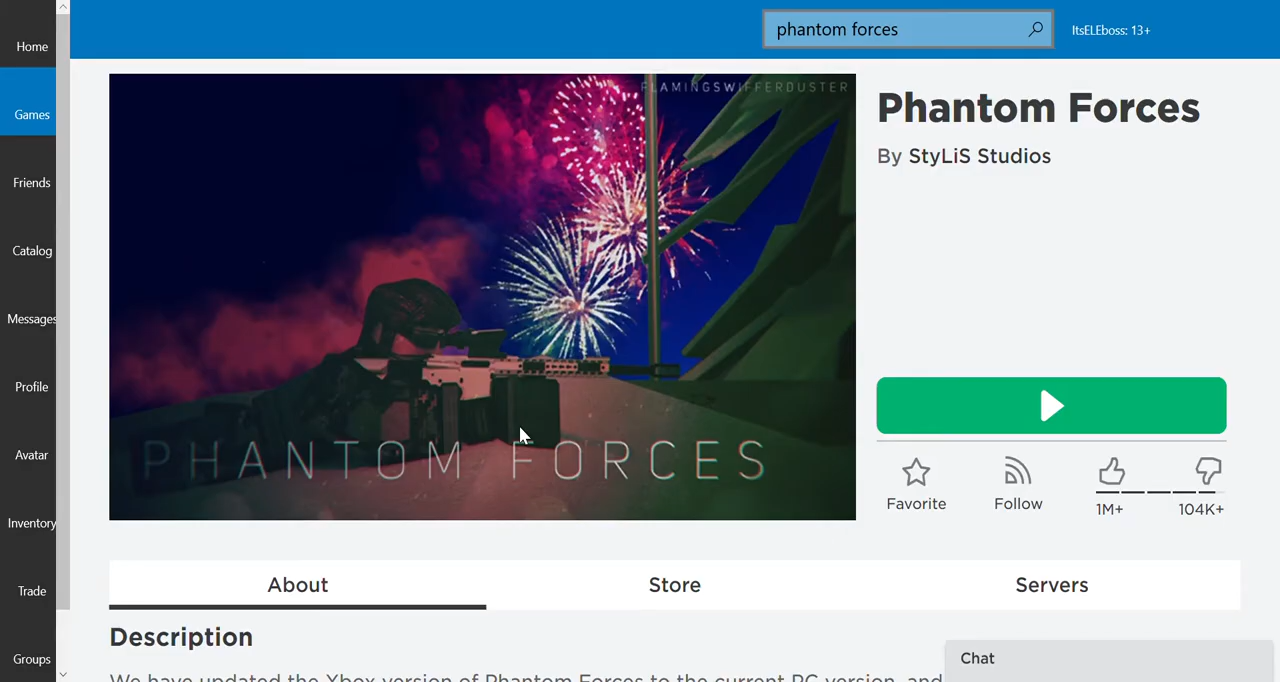 Home
Games
Friends
Catalog
Messages
Profile
Avatar
Inventory
Trade
Groups
phantom forces
ItsELEboss: 13+
FLAMINGSWIFFERDUSTER
PHANTOM FORCES
Phantom Forces
By StyLiS Studios
Favorite
Follow
1M+
104K+
About
Store
Servers
Description
We have updated the Xbox version of Phantom Forces to the current PC version, and
Chat